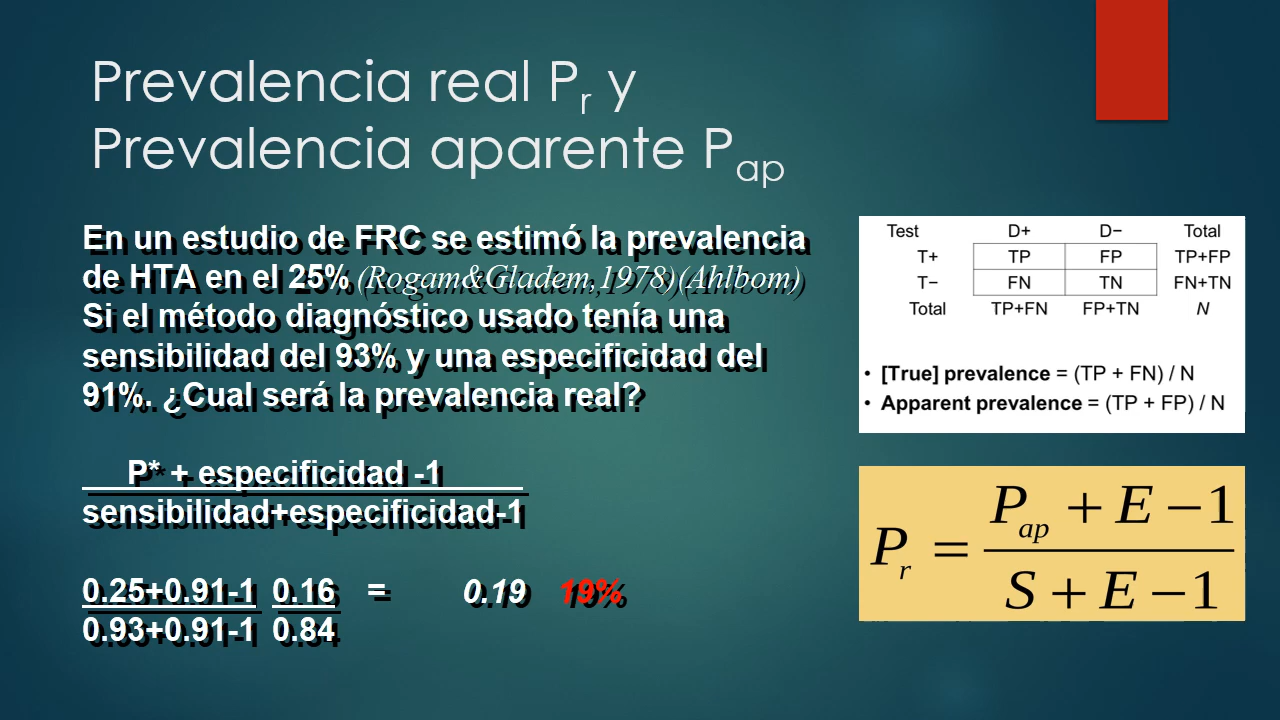 Prevalencia real Pr y
Prevalencia aparente Pap
En un estudio de FRC se estimó la prevalencia
de HTA en el 25% (Rogam&Gladem,1978)(Ahlbom)
Si el método diagnóstico usado tenía una
sensibilidad del 93% y una especificidad del
91%. ¿Cual será la prevalencia real?
P* + especificidad -1
sensibilidad+especificidad-1
0.25+0.91-1 0.16 = 0.19 19%
0.93+0.91-1 0.84
Test D+ D− Total
T+ TP FP TP+FP
T− FN TN FN+TN
Total TP+FN FP+TN N
• [True] prevalence = (TP + FN) / N
• Apparent prevalence = (TP + FP) / N
Pap + E −1
Pr =
S + E −1